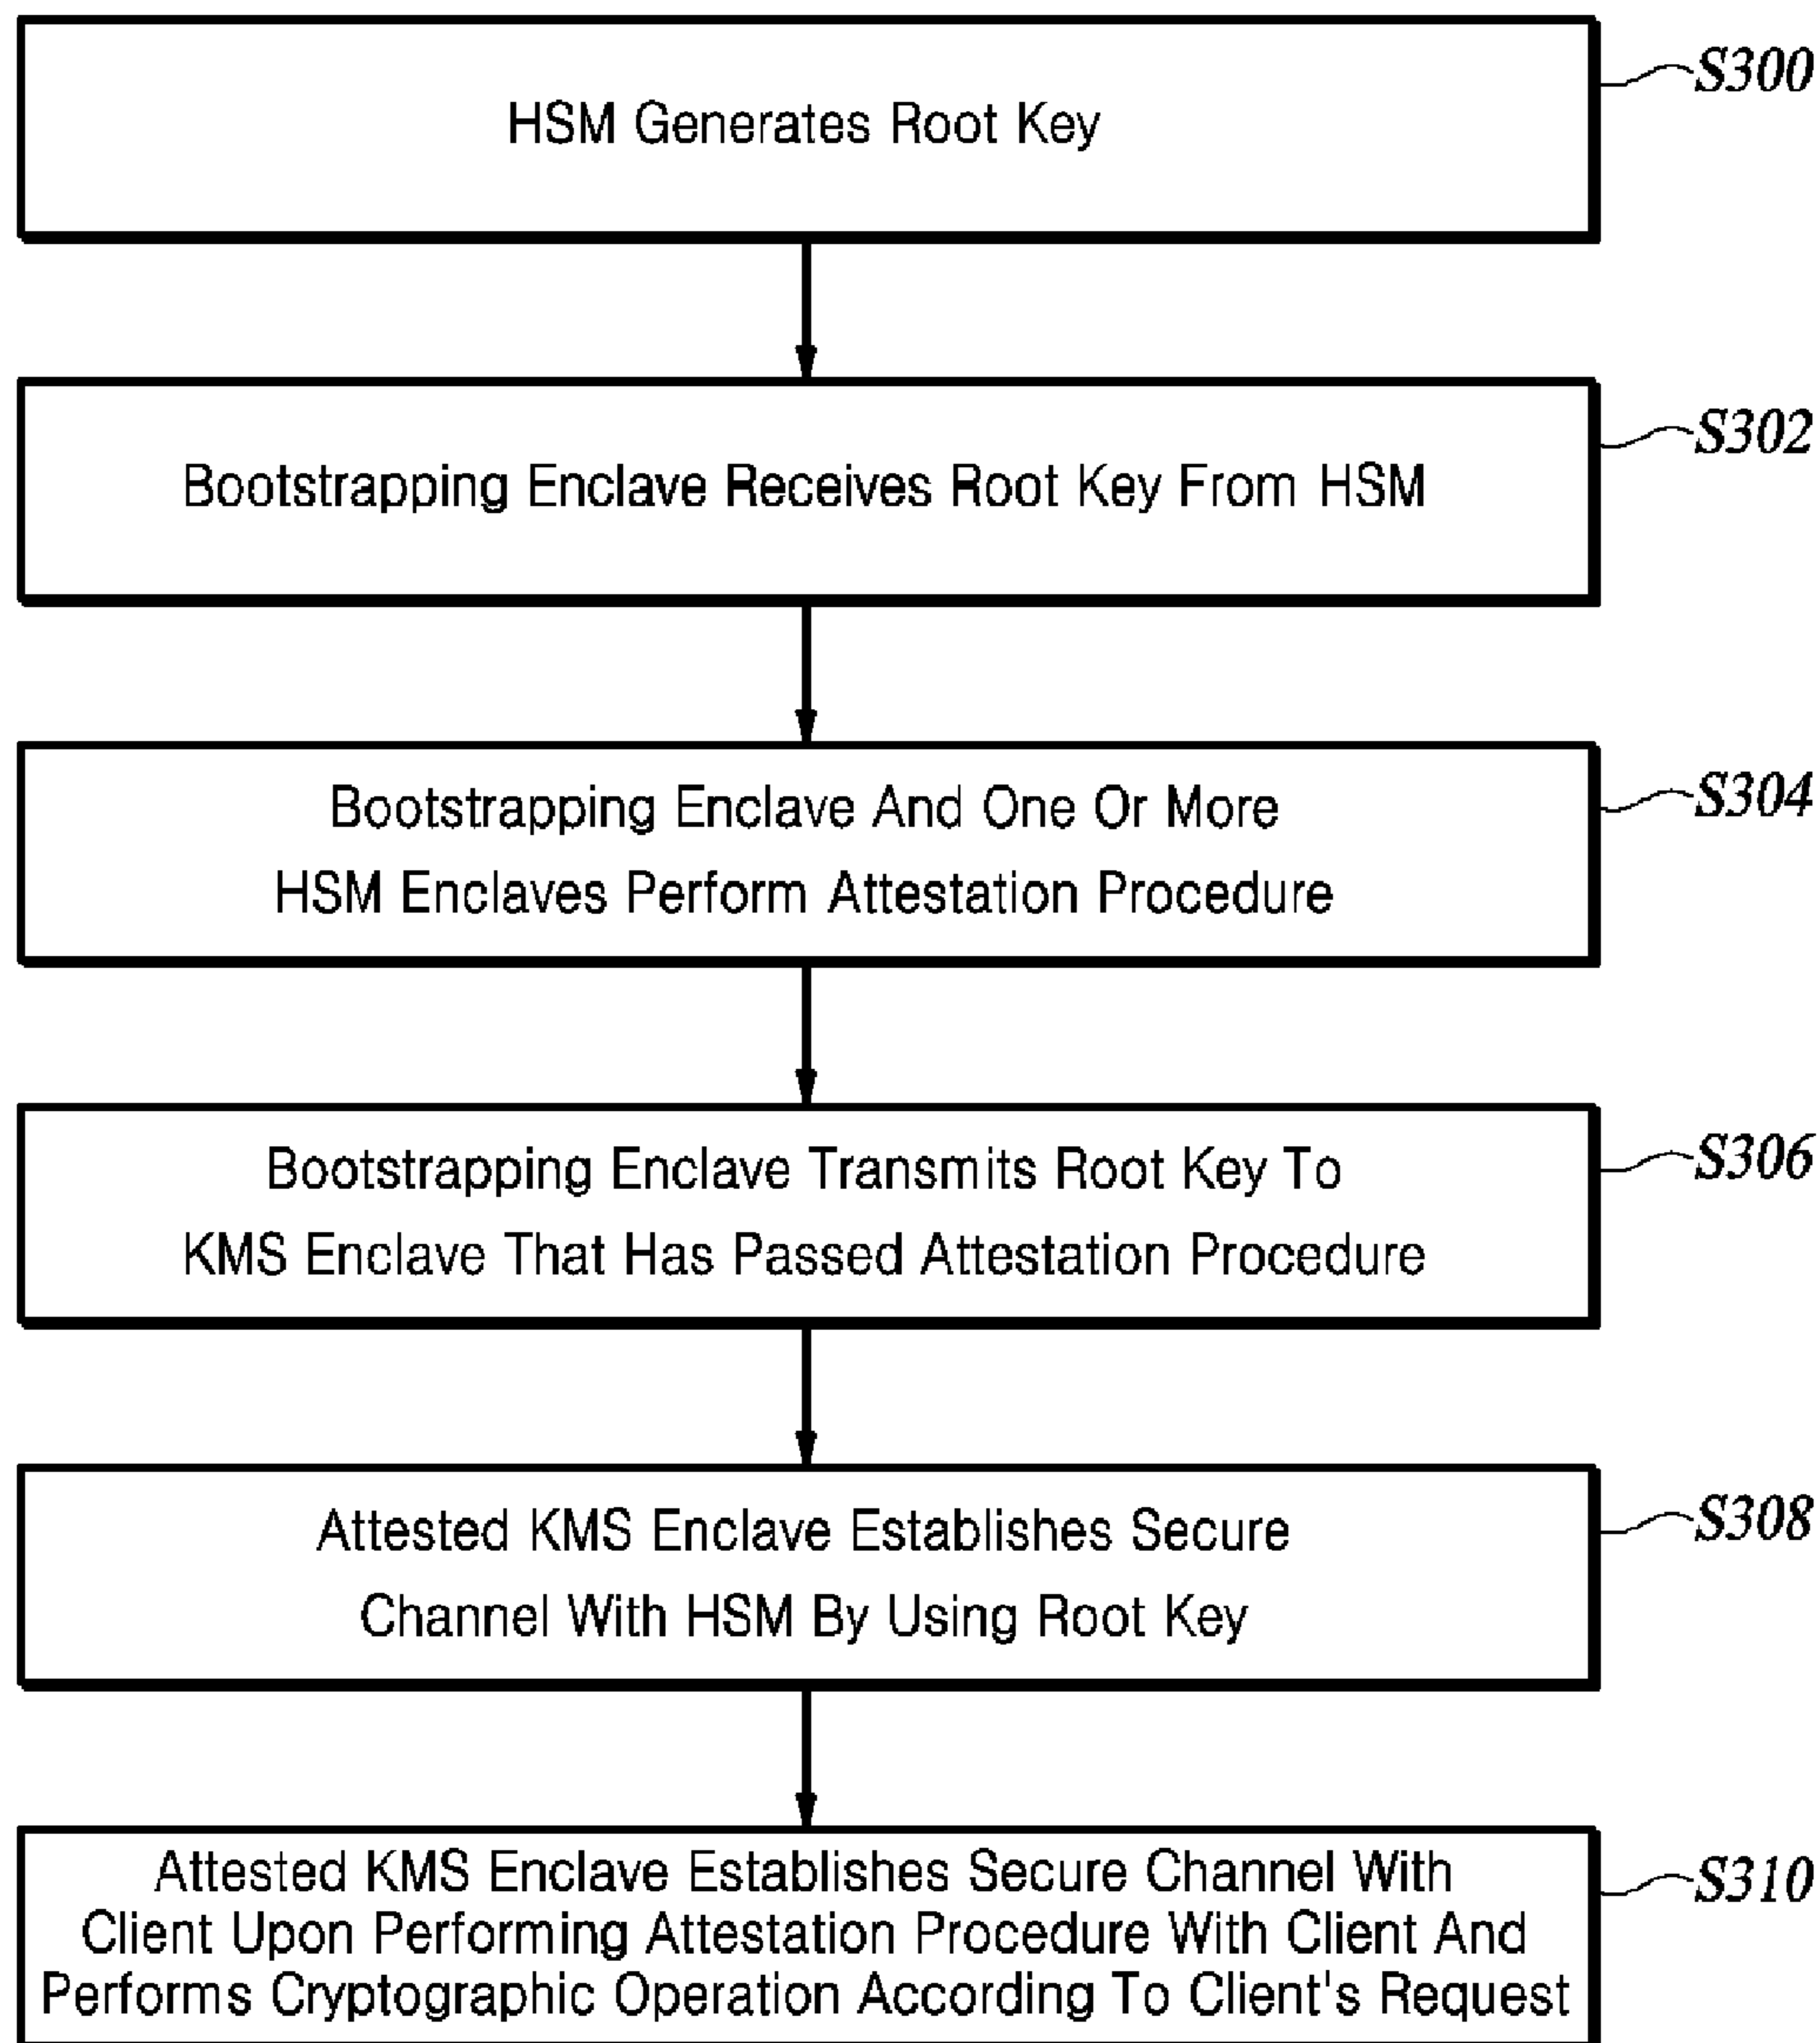 HSM Generates Root Key
S300
Bootstrapping Enclave Receives Root Key From HSM
S302
Bootstrapping Enclave And One Or More
HSM Enclaves Perform Attestation Procedure
S304
Bootstrapping Enclave Transmits Root Key To
KMS Enclave That Has Passed Attestation Procedure
S306
Attested KMS Enclave Establishes Secure
Channel With HSM By Using Root Key
S308
Attested KMS Enclave Establishes Secure Channel With
Client Upon Performing Attestation Procedure With Client And
Performs Cryptographic Operation According To Client's Request
S310